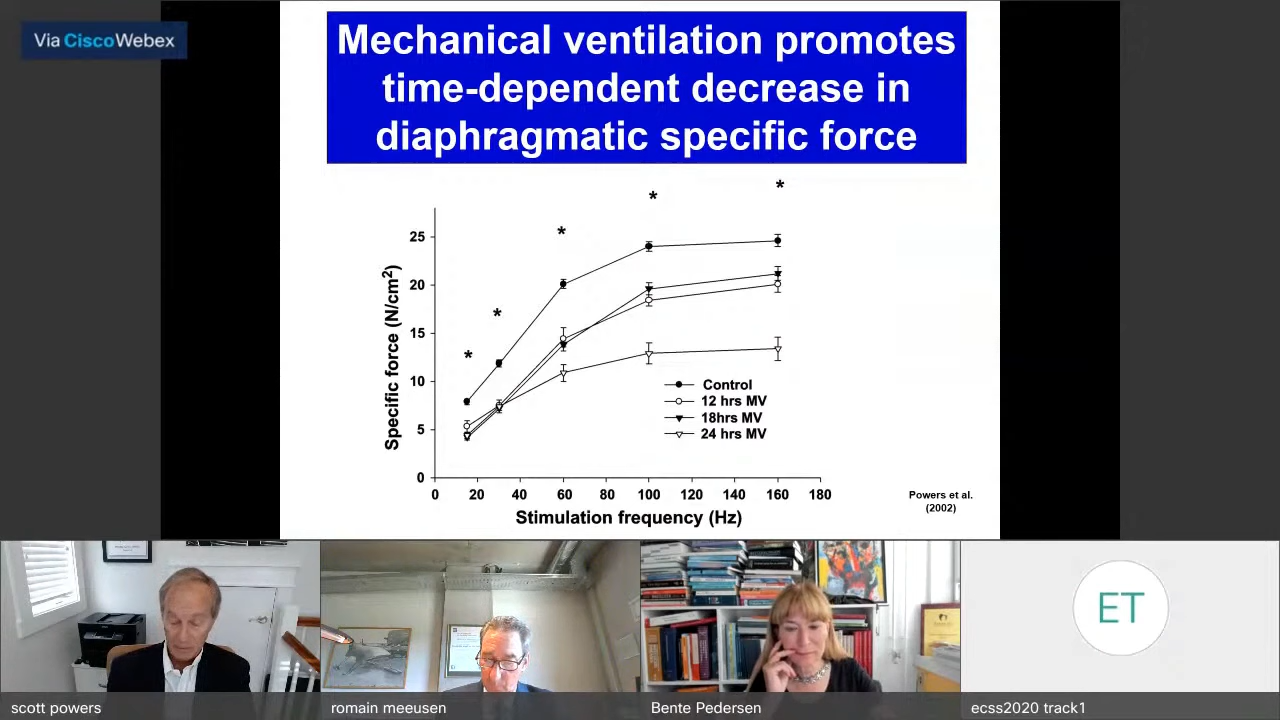 Via CiscoWebex
Mechanical ventilation promotes
time-dependent decrease in
diaphragmatic specific force
* * * * *
25
20
15
10
5
0
Specific force (N/cm²)
0 20 40 60 80 100 120 140 160 180
Stimulation frequency (Hz)
Control
12 hrs MV
18hrs MV
24 hrs MV
Powers et al.
(2002)
ET
scott powers
romain meeusen
Bente Pedersen
ecss2020 track1